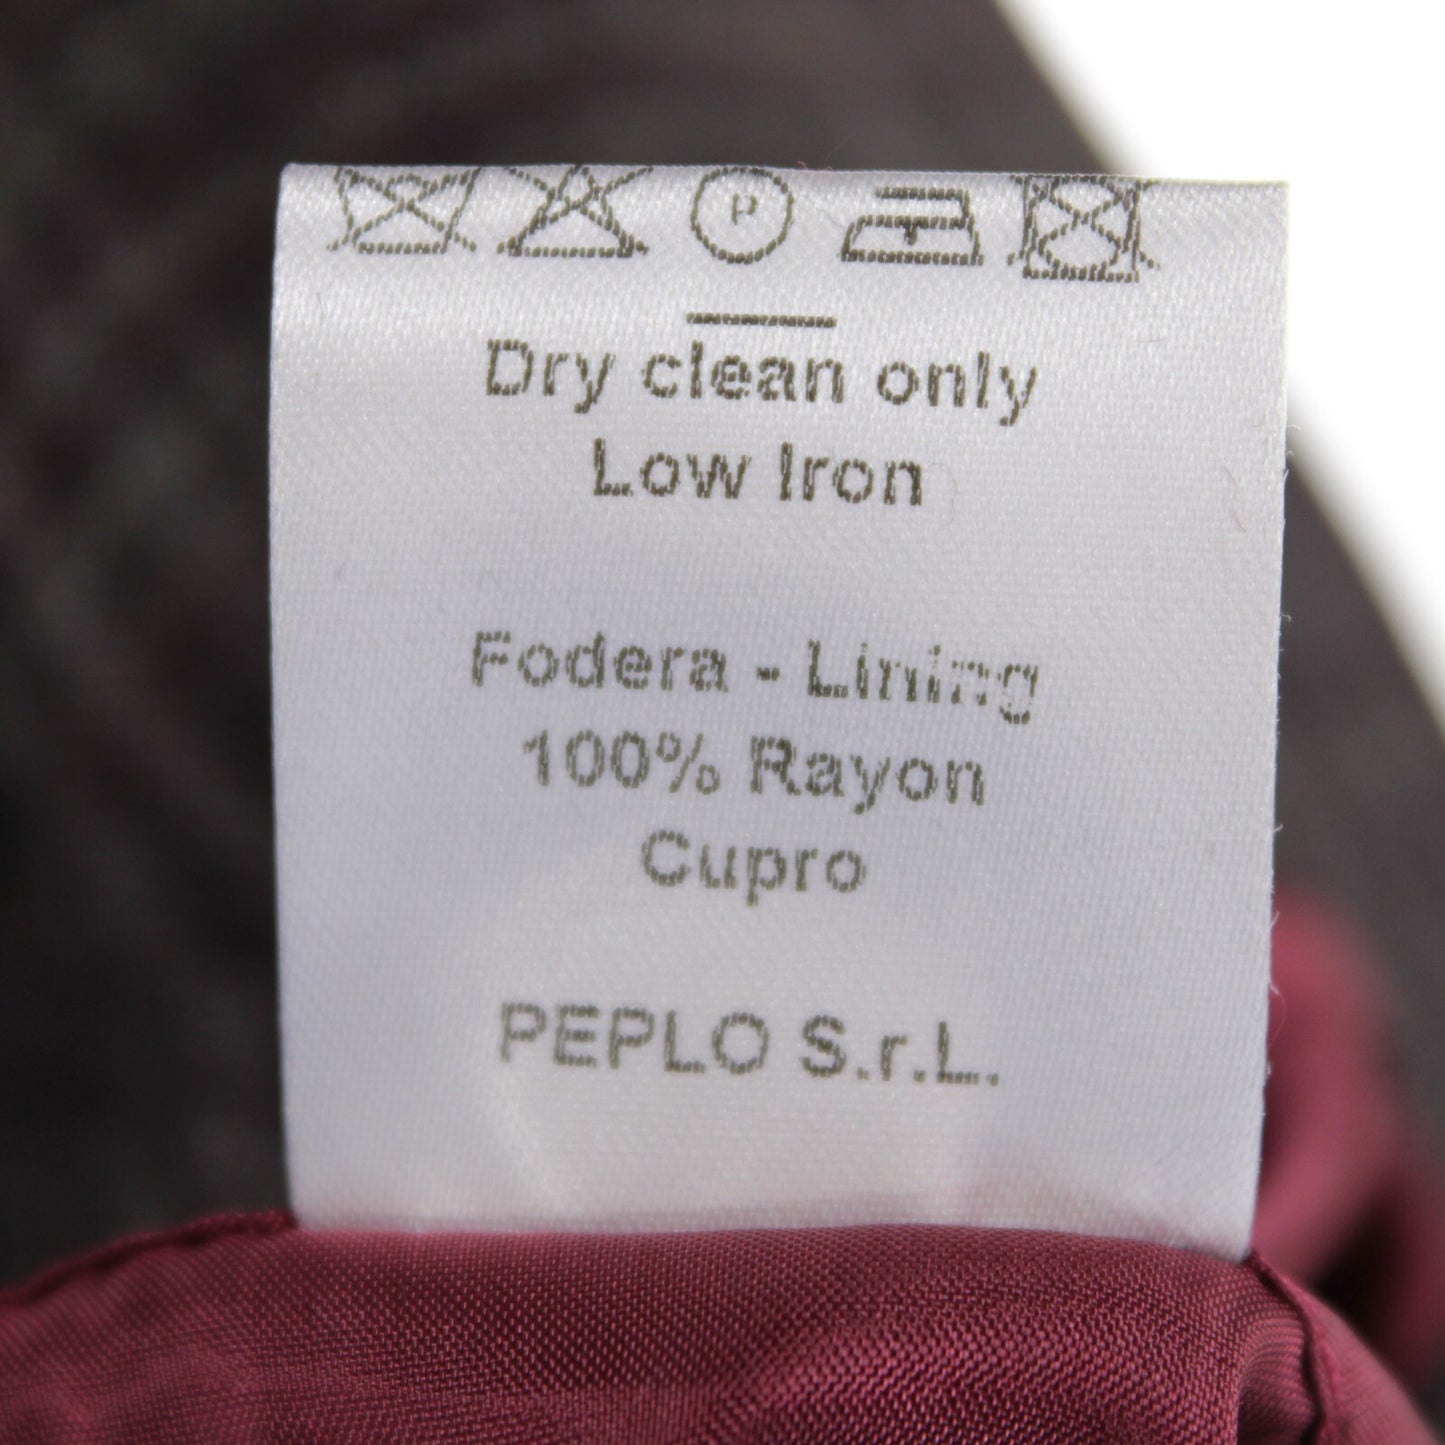 P
Dry clean only
Low Iron
Fodera - Lining
100% Rayon
Cupro
PEPLO S.r.L.